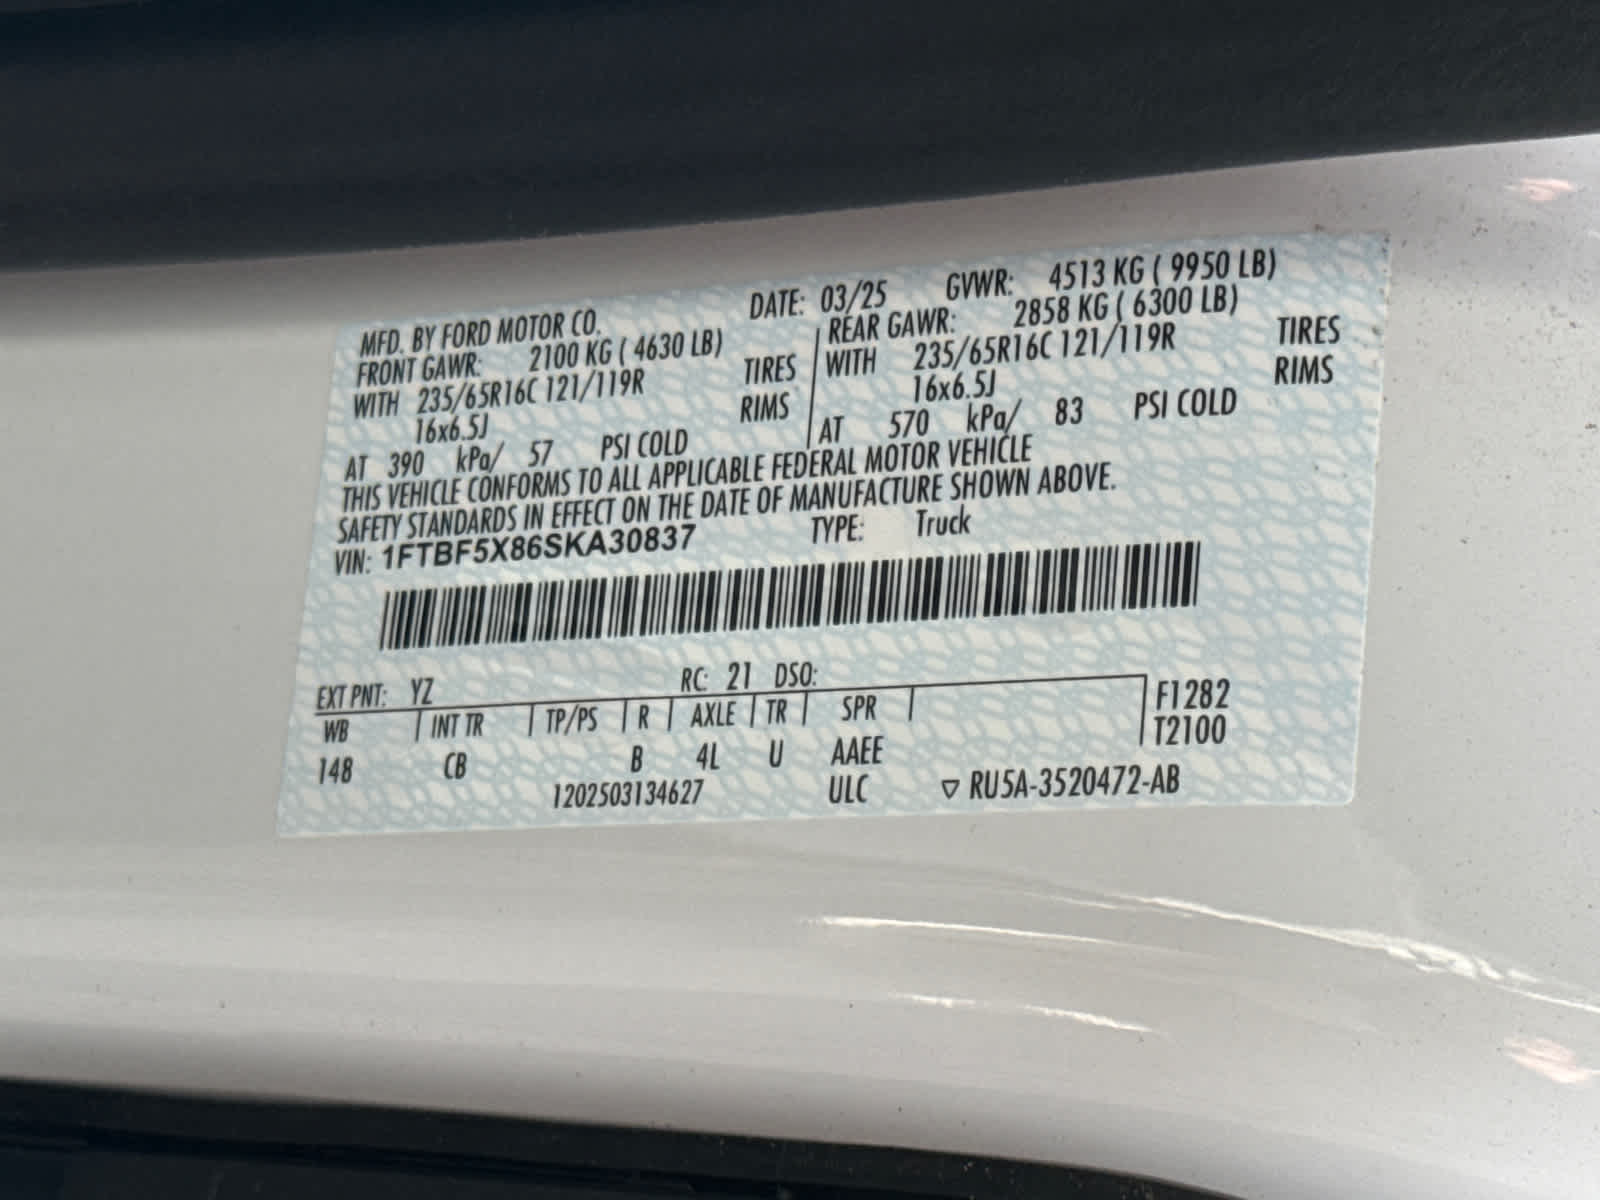 MFD. BY FORD MOTOR CO. DATE: 03/25 GVWR: 4513 KG ( 9950 LB)
FRONT GAWR: 2100 KG ( 4630 LB) REAR GAWR: 2858 KG ( 6300 LB)
WITH 235/65R16C 121/119R TIRES WITH 235/65R16C 121/119R TIRES
16x6.5J RIMS 16x6.5J RIMS
AT 390 kPa/ 57 PSI COLD AT 570 kPa/ 83 PSI COLD
THIS VEHICLE CONFORMS TO ALL APPLICABLE FEDERAL MOTOR VEHICLE
SAFETY STANDARDS IN EFFECT ON THE DATE OF MANUFACTURE SHOWN ABOVE.
VIN: 1FTBF5X86SKA30837 TYPE: Truck
EXT PNT: YZ RC: 21 DSO:
WB INT TR TP/PS R AXLE TR SPR F1282
148 CB B 4L U AAEE T2100
1202503134627 ULC ▽ RU5A-3520472-AB